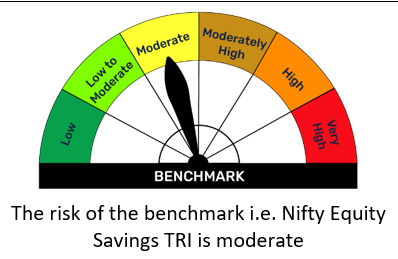 Low
Low to
Moderate
Moderate
Moderately
High
High
Very
High
BENCHMARK
The risk of the benchmark i.e. Nifty Equity
Savings TRI is moderate